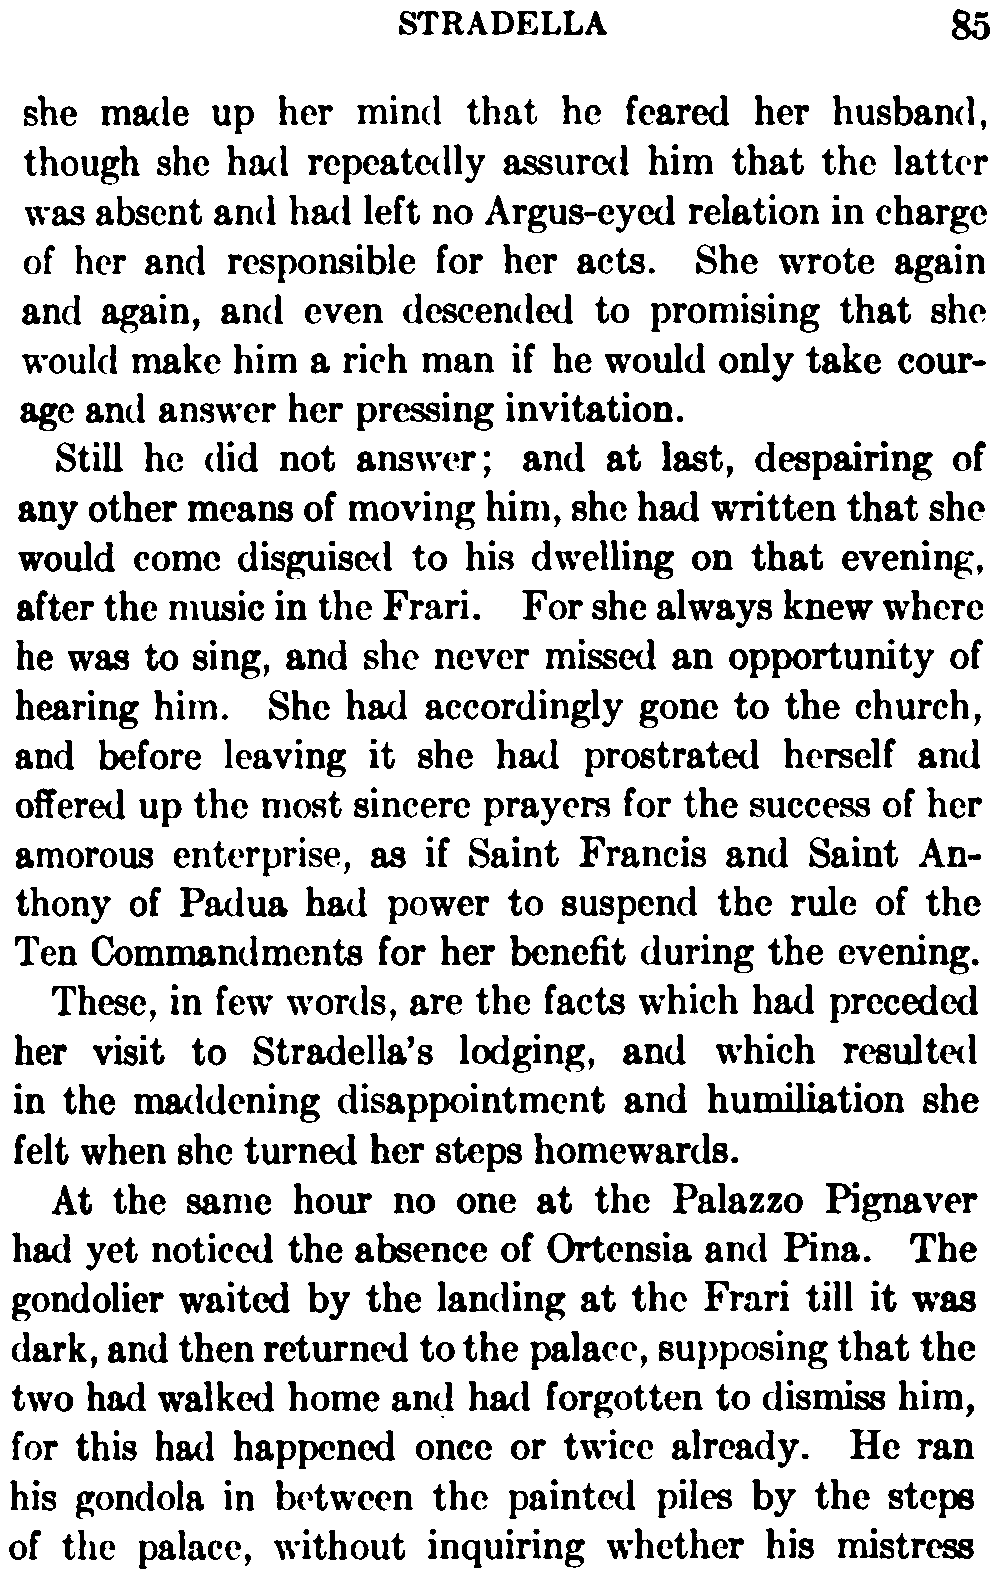 STRADELLA 85
she made up her mind that he feared her husband,
though she had repeatedly assured him that the latter
was absent and had left no Argus-eyed relation in charge
of her and responsible for her acts. She wrote again
and again, and even descended to promising that she
would make him a rich man if he would only take cour-
age and answer her pressing invitation.
Still he did not answer; and at last, despairing of
any other means of moving him, she had written that she
would come disguised to his dwelling on that evening,
after the music in the Frari. For she always knew where
he was to sing, and she never missed an opportunity of
hearing him. She had accordingly gone to the church,
and before leaving it she had prostrated herself and
offered up the most sincere prayers for the success of her
amorous enterprise, as if Saint Francis and Saint An-
thony of Padua had power to suspend the rule of the
Ten Commandments for her benefit during the evening.
These, in few words, are the facts which had preceded
her visit to Stradella's lodging, and which resulted
in the maddening disappointment and humiliation she
felt when she turned her steps homewards.
At the same hour no one at the Palazzo Pignaver
had yet noticed the absence of Ortensia and Pina. The
gondolier waited by the landing at the Frari till it was
dark, and then returned to the palace, supposing that the
two had walked home and had forgotten to dismiss him,
for this had happened once or twice already. He ran
his gondola in between the painted piles by the steps
of the palace, without inquiring whether his mistress